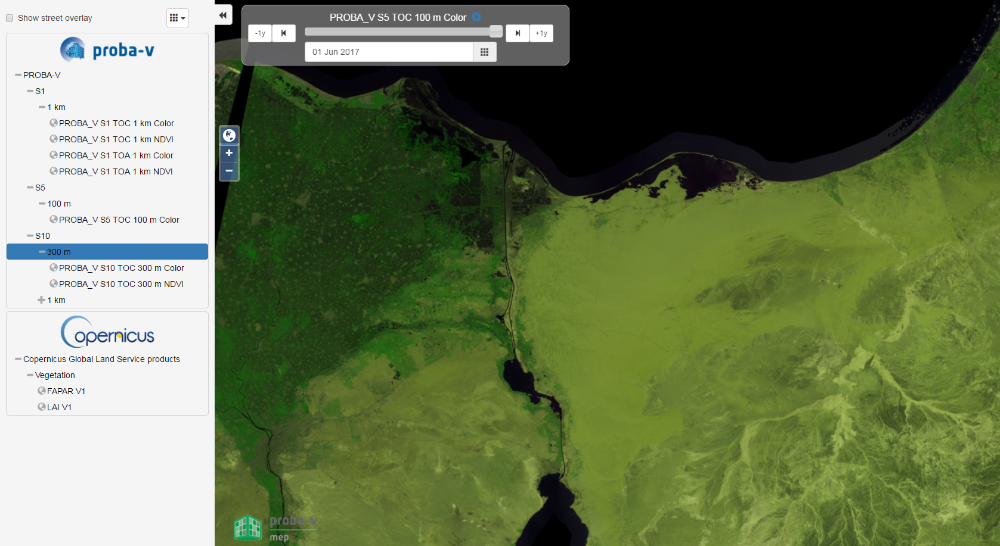 Show street overlay
proba-v
PROBA-V
S1
1 km
PROBA_V S1 TOC 1 km Color
PROBA_V S1 TOC 1 km NDVI
PROBA_V S1 TOA 1 km Color
PROBA_V S1 TOA 1 km NDVI
S5
100 m
PROBA_V S5 TOC 100 m Color
S10
300 m
PROBA_V S10 TOC 300 m Color
PROBA_V S10 TOC 300 m NDVI
1 km
Copernicus
Copernicus Global Land Service products
Vegetation
FAPAR V1
LAI V1
PROBA_V S5 TOC 100 m Color
-1y +1y
01 Jun 2017
proba-v
mep